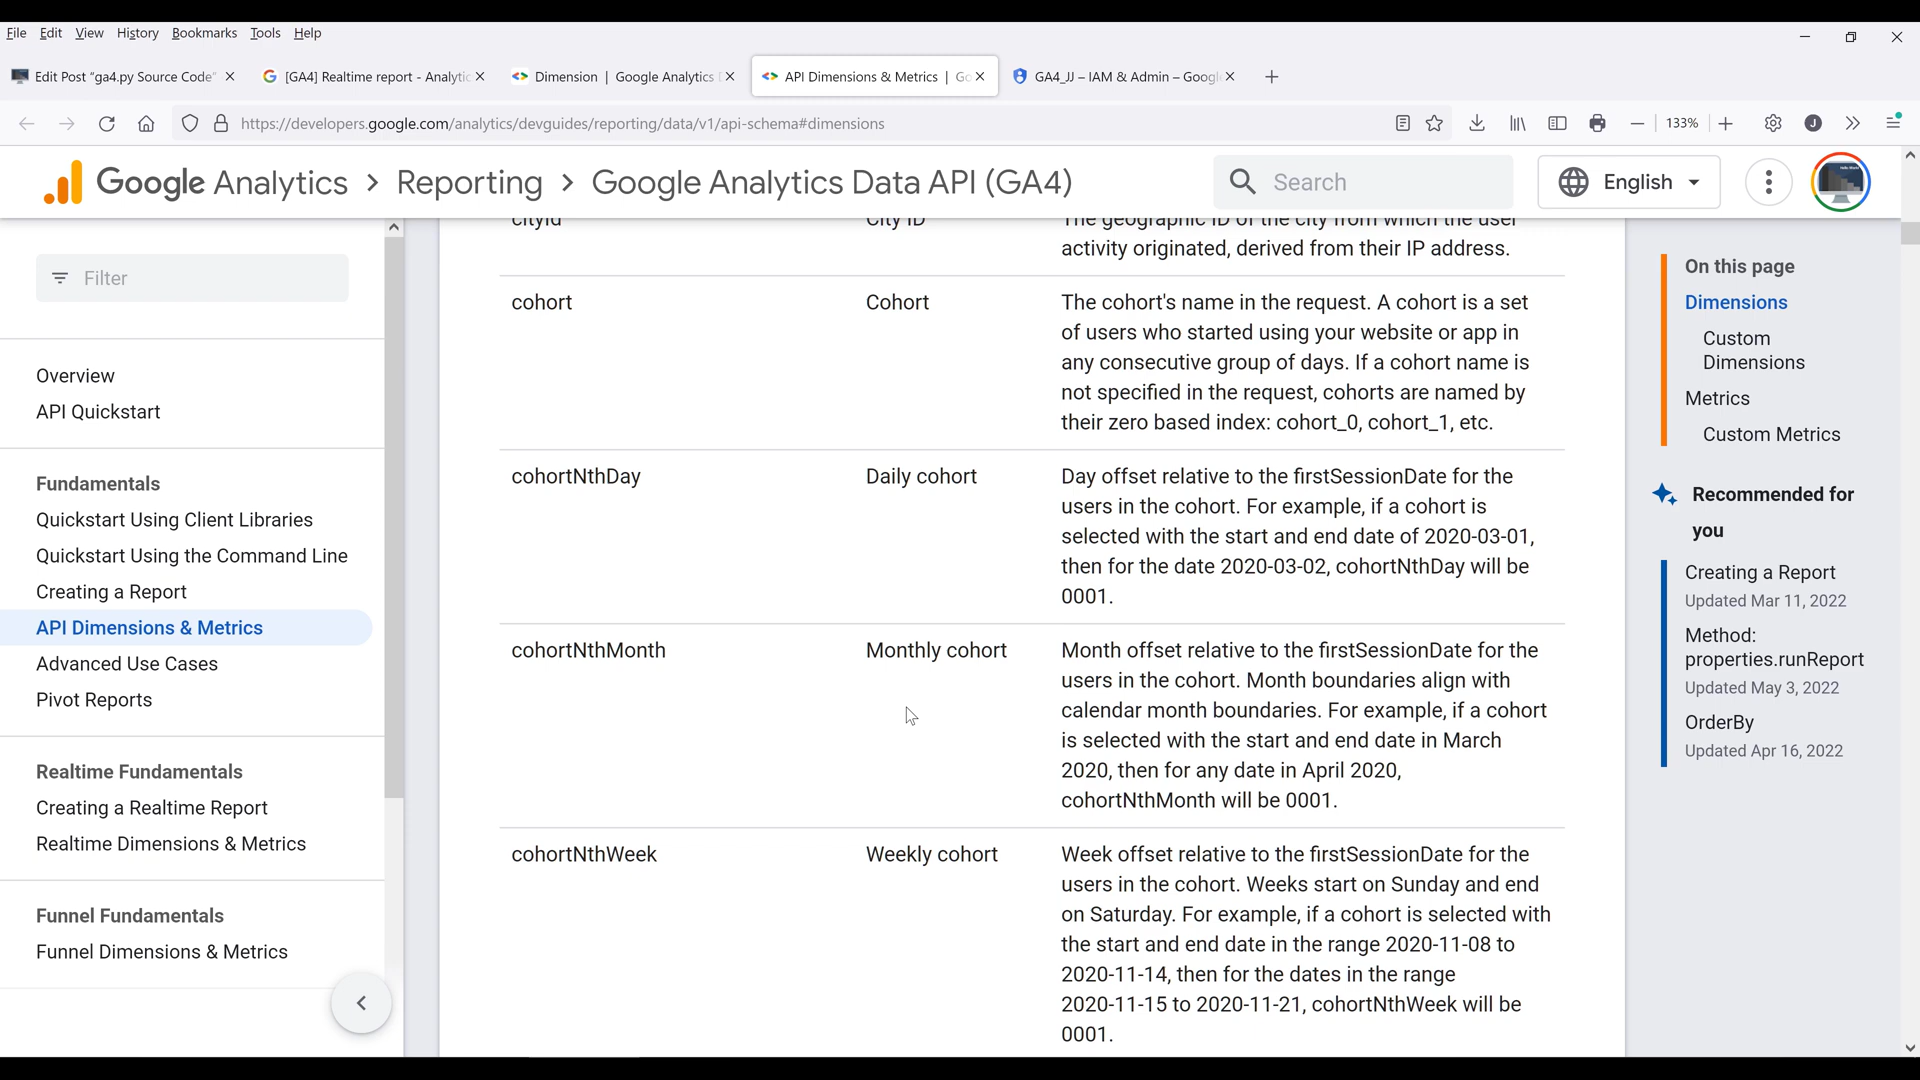 File Edit View History Bookmarks Tools Help
Edit Post "ga4.py Source Code"
[GA4] Realtime report - Analytic
Dimension | Google Analytics
API Dimensions & Metrics | Go
GA4_JJ – IAM & Admin – Googl
https://developers.google.com/analytics/devguides/reporting/data/v1/api-schema#dimensions
133%
J
Google Analytics > Reporting > Google Analytics Data API (GA4)
Search
English
Filter
Overview
API Quickstart
Fundamentals
Quickstart Using Client Libraries
Quickstart Using the Command Line
Creating a Report
API Dimensions & Metrics
Advanced Use Cases
Pivot Reports
Realtime Fundamentals
Creating a Realtime Report
Realtime Dimensions & Metrics
Funnel Fundamentals
Funnel Dimensions & Metrics
cityId
City ID
The geographic ID of the city from which the user
activity originated, derived from their IP address.
cohort
Cohort
The cohort's name in the request. A cohort is a set
of users who started using your website or app in
any consecutive group of days. If a cohort name is
not specified in the request, cohorts are named by
their zero based index: cohort_0, cohort_1, etc.
cohortNthDay
Daily cohort
Day offset relative to the firstSessionDate for the
users in the cohort. For example, if a cohort is
selected with the start and end date of 2020-03-01,
then for the date 2020-03-02, cohortNthDay will be
0001.
cohortNthMonth
Monthly cohort
Month offset relative to the firstSessionDate for the
users in the cohort. Month boundaries align with
calendar month boundaries. For example, if a cohort
is selected with the start and end date in March
2020, then for any date in April 2020,
cohortNthMonth will be 0001.
cohortNthWeek
Weekly cohort
Week offset relative to the firstSessionDate for the
users in the cohort. Weeks start on Sunday and end
on Saturday. For example, if a cohort is selected with
the start and end date in the range 2020-11-08 to
2020-11-14, then for the dates in the range
2020-11-15 to 2020-11-21, cohortNthWeek will be
0001.
On this page
Dimensions
Custom
Dimensions
Metrics
Custom Metrics
Recommended for
you
Creating a Report
Updated Mar 11, 2022
Method:
properties.runReport
Updated May 3, 2022
OrderBy
Updated Apr 16, 2022